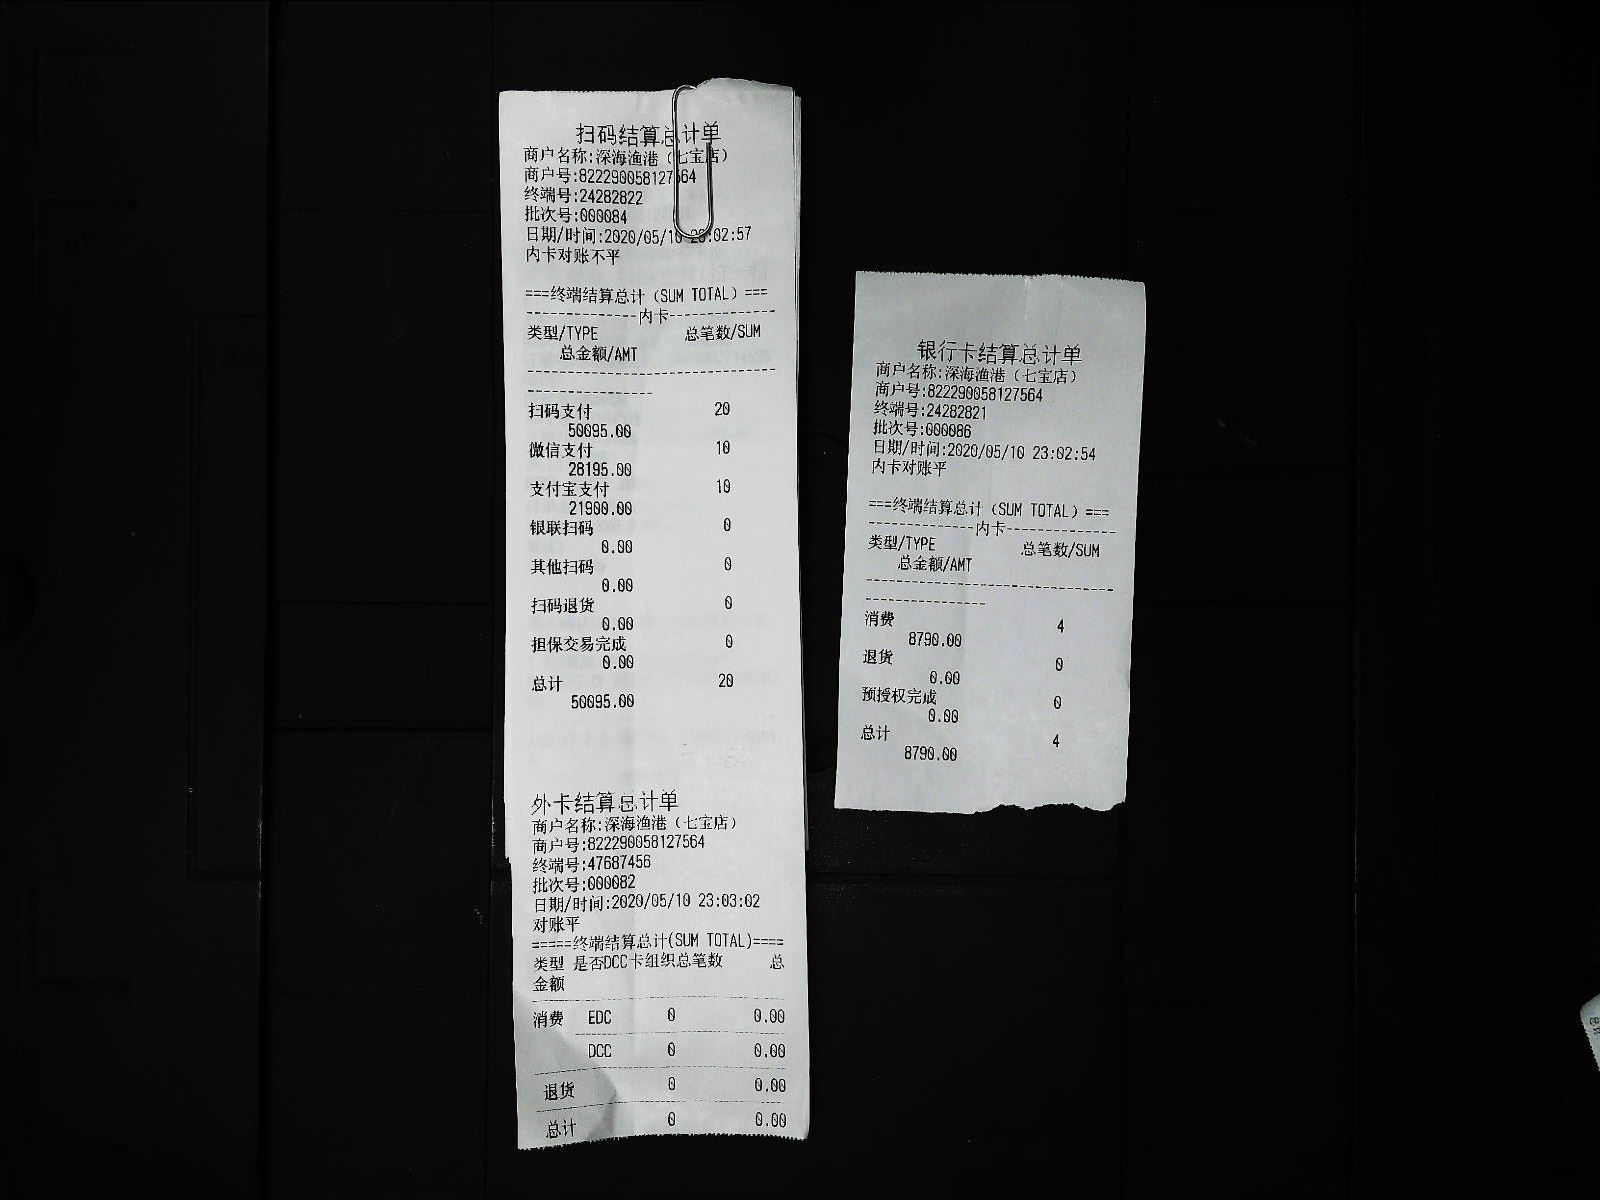 扫码结算总计单
商户名称:深海渔港（七宝店）
商户号:822290058127564
终端号:24282822
批次号:000084
日期/时间:2020/05/10 23:02:57
内卡对账不平
===终端结算总计（SUM TOTAL）===
--------------内卡--------------
类型/TYPE 总笔数/SUM
总金额/AMT
扫码支付 20
50095.00
微信支付 10
28195.00
支付宝支付 10
21900.00
银联扫码 0
0.00
其他扫码 0
0.00
扫码退货 0
0.00
担保交易完成 0
0.00
总计 20
50095.00
外卡结算总计单
商户名称:深海渔港（七宝店）
商户号:822290058127564
终端号:47687456
批次号:000082
日期/时间:2020/05/10 23:03:02
对账平
=====终端结算总计(SUM TOTAL)====
类型 是否DCC卡组织总笔数 总
金额
消费 EDC 0 0.00
DCC 0 0.00
退货 0 0.00
总计 0 0.00
银行卡结算总计单
商户名称:深海渔港（七宝店）
商户号:822290058127564
终端号:24282821
批次号:000086
日期/时间:2020/05/10 23:02:54
内卡对账平
===终端结算总计（SUM TOTAL）===
--------------内卡--------------
类型/TYPE 总笔数/SUM
总金额/AMT
消费 4
8790.00
退货 0
0.00
预授权完成 0
0.00
总计 4
8790.00